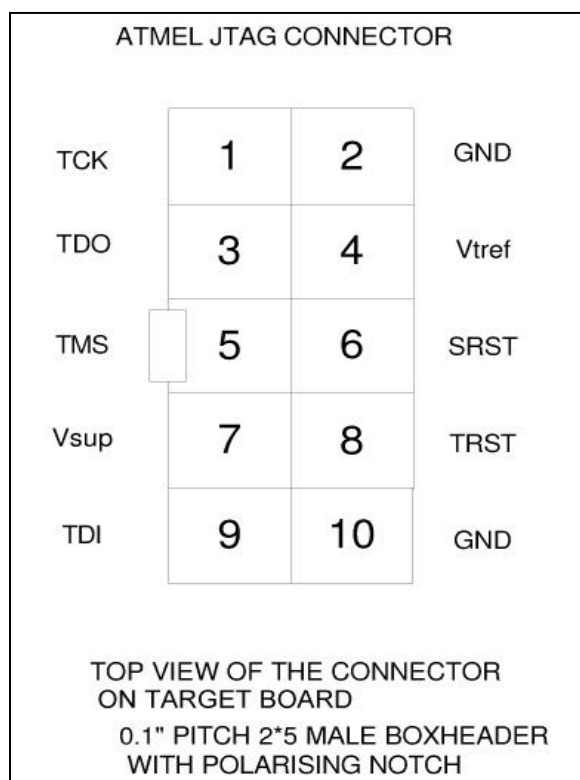 ATMEL JTAG CONNECTOR
TCK 1 2 GND
TDO 3 4 Vtref
TMS 5 6 SRST
Vsup 7 8 TRST
TDI 9 10 GND
TOP VIEW OF THE CONNECTOR
ON TARGET BOARD
0.1" PITCH 2*5 MALE BOXHEADER
WITH POLARISING NOTCH